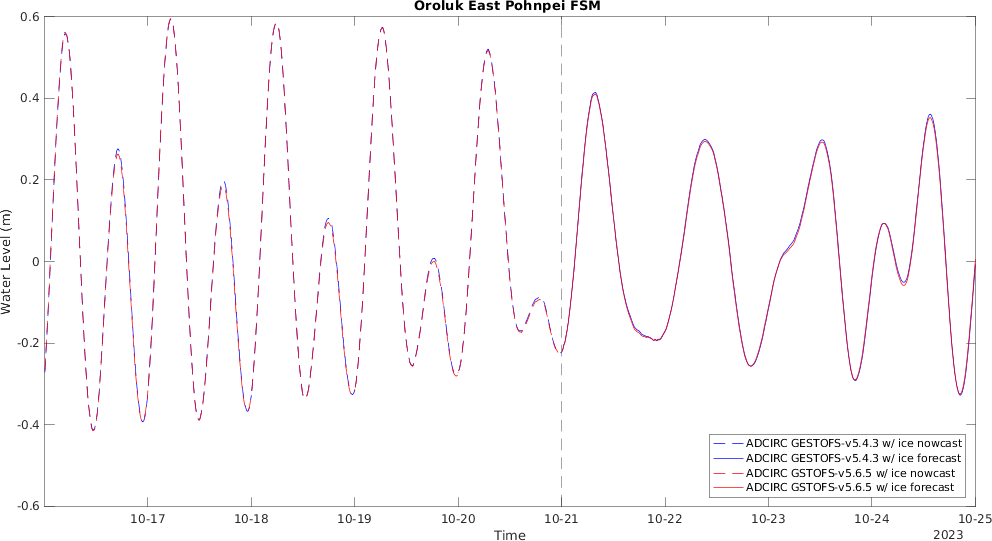 Oroluk East Pohnpei FSM
0.6
0.4
0.2
0
-0.2
-0.4
-0.6
Water Level (m)
10-17 10-18 10-19 10-20 10-21 10-22 10-23 10-24 10-25
Time
2023
ADCIRC GESTOFS-v5.4.3 w/ ice nowcast
ADCIRC GESTOFS-v5.4.3 w/ ice forecast
ADCIRC GSTOFS-v5.6.5 w/ ice nowcast
ADCIRC GSTOFS-v5.6.5 w/ ice forecast